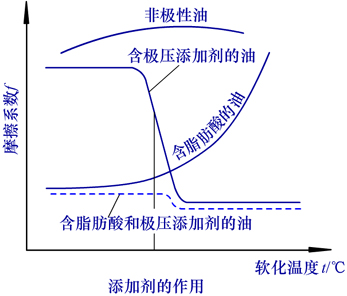 非极性油
含极压添加剂的油
含脂肪酸的油
摩擦系数f
含脂肪酸和极压添加剂的油
软化温度 t/℃
添加剂的作用